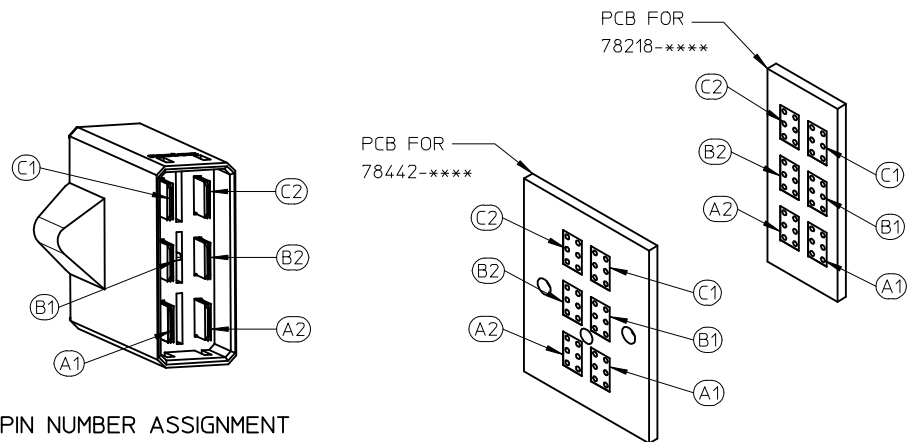 PCB FOR
78218-****
C2
B2
A2
C1
B1
A1
PCB FOR
78442-****
C2
B2
A2
C1
B1
A1
C1
B1
A1
C2
B2
A2
PIN NUMBER ASSIGNMENT